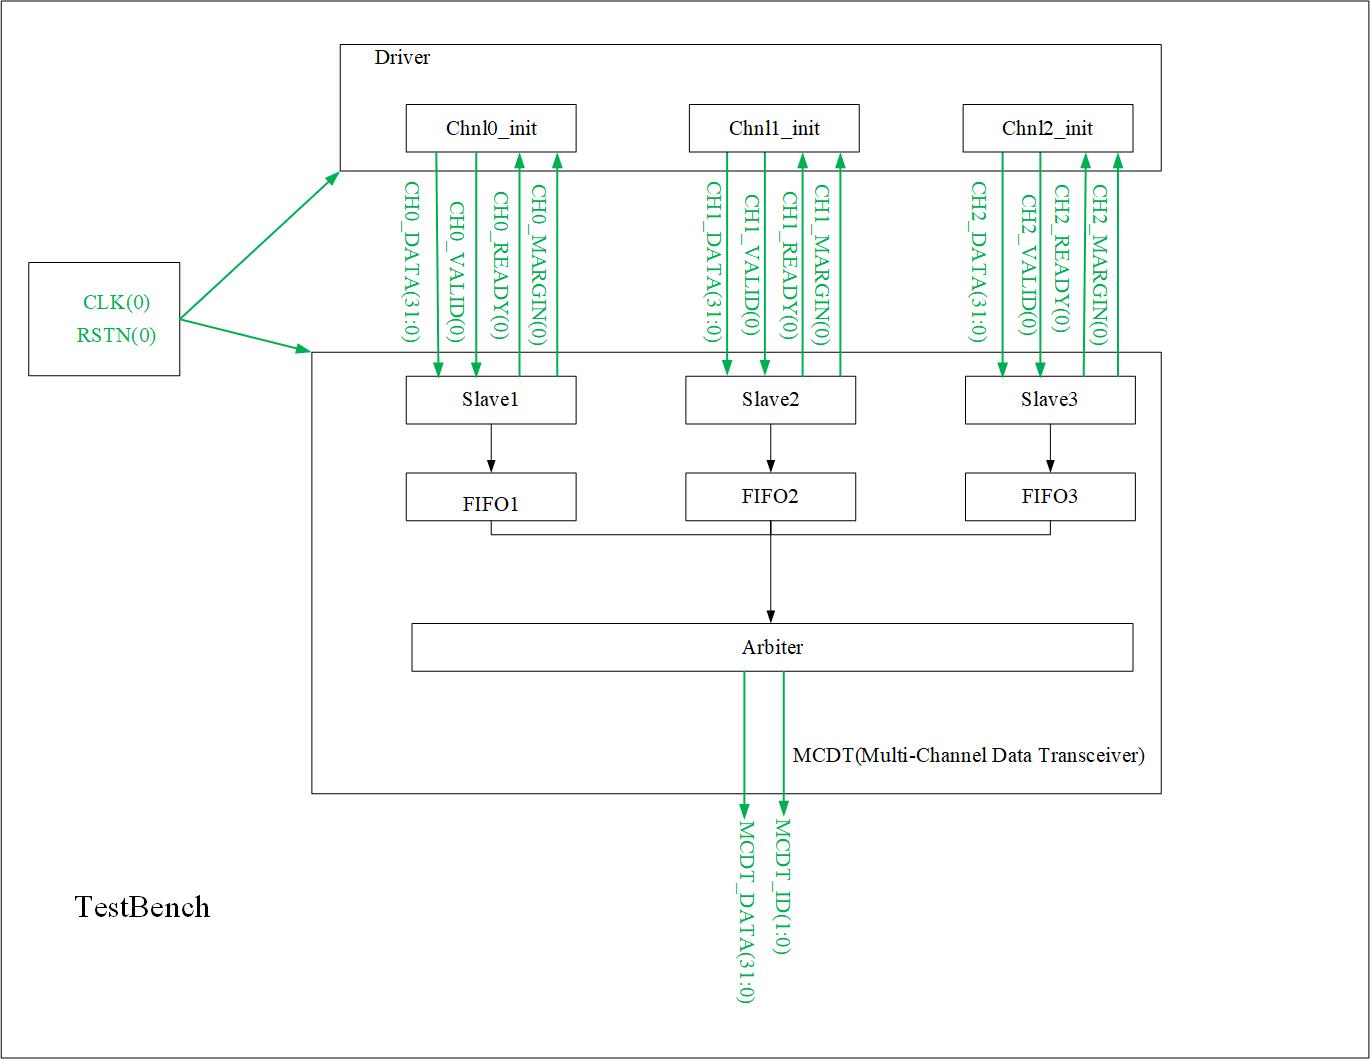 Driver
Chnl0_init
Chnl1_init
Chnl2_init
CH0_DATA(31:0)
CH0_VALID(0)
CH0_READY(0)
CH0_MARGIN(0)
CH1_DATA(31:0)
CH1_VALID(0)
CH1_READY(0)
CH1_MARGIN(0)
CH2_DATA(31:0)
CH2_VALID(0)
CH2_READY(0)
CH2_MARGIN(0)
CLK(0)
RSTN(0)
Slave1
Slave2
Slave3
FIFO1
FIFO2
FIFO3
Arbiter
MCDT(Multi-Channel Data Transceiver)
MCDT_DATA(31:0)
MCDT_ID(1:0)
TestBench